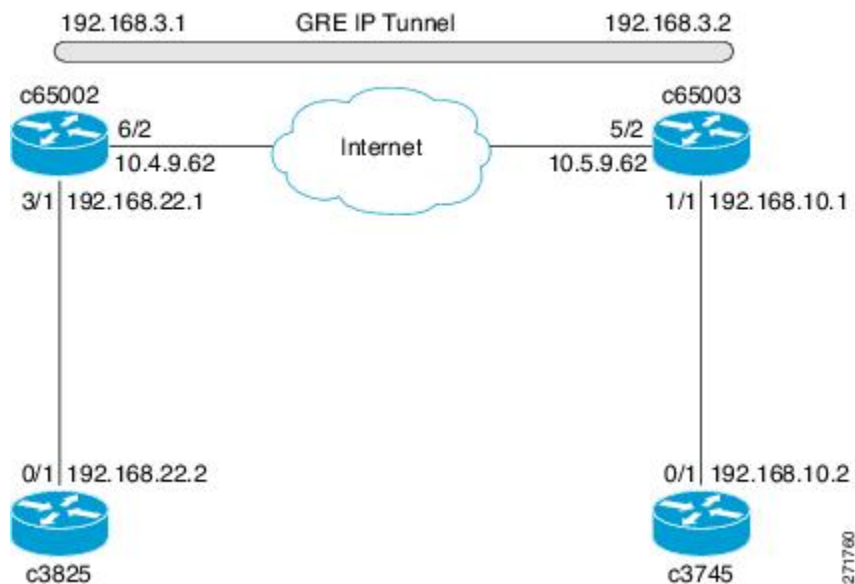 192.168.3.1 GRE IP Tunnel 192.168.3.2
c65002 c65003
6/2 Internet 5/2
10.4.9.62 10.5.9.62
3/1 192.168.22.1 1/1 192.168.10.1
0/1 192.168.22.2 0/1 192.168.10.2
c3825 c3745
271760